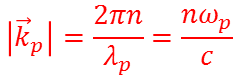 |k⃗ₚ| = 2πn/λₚ = nωₚ/c